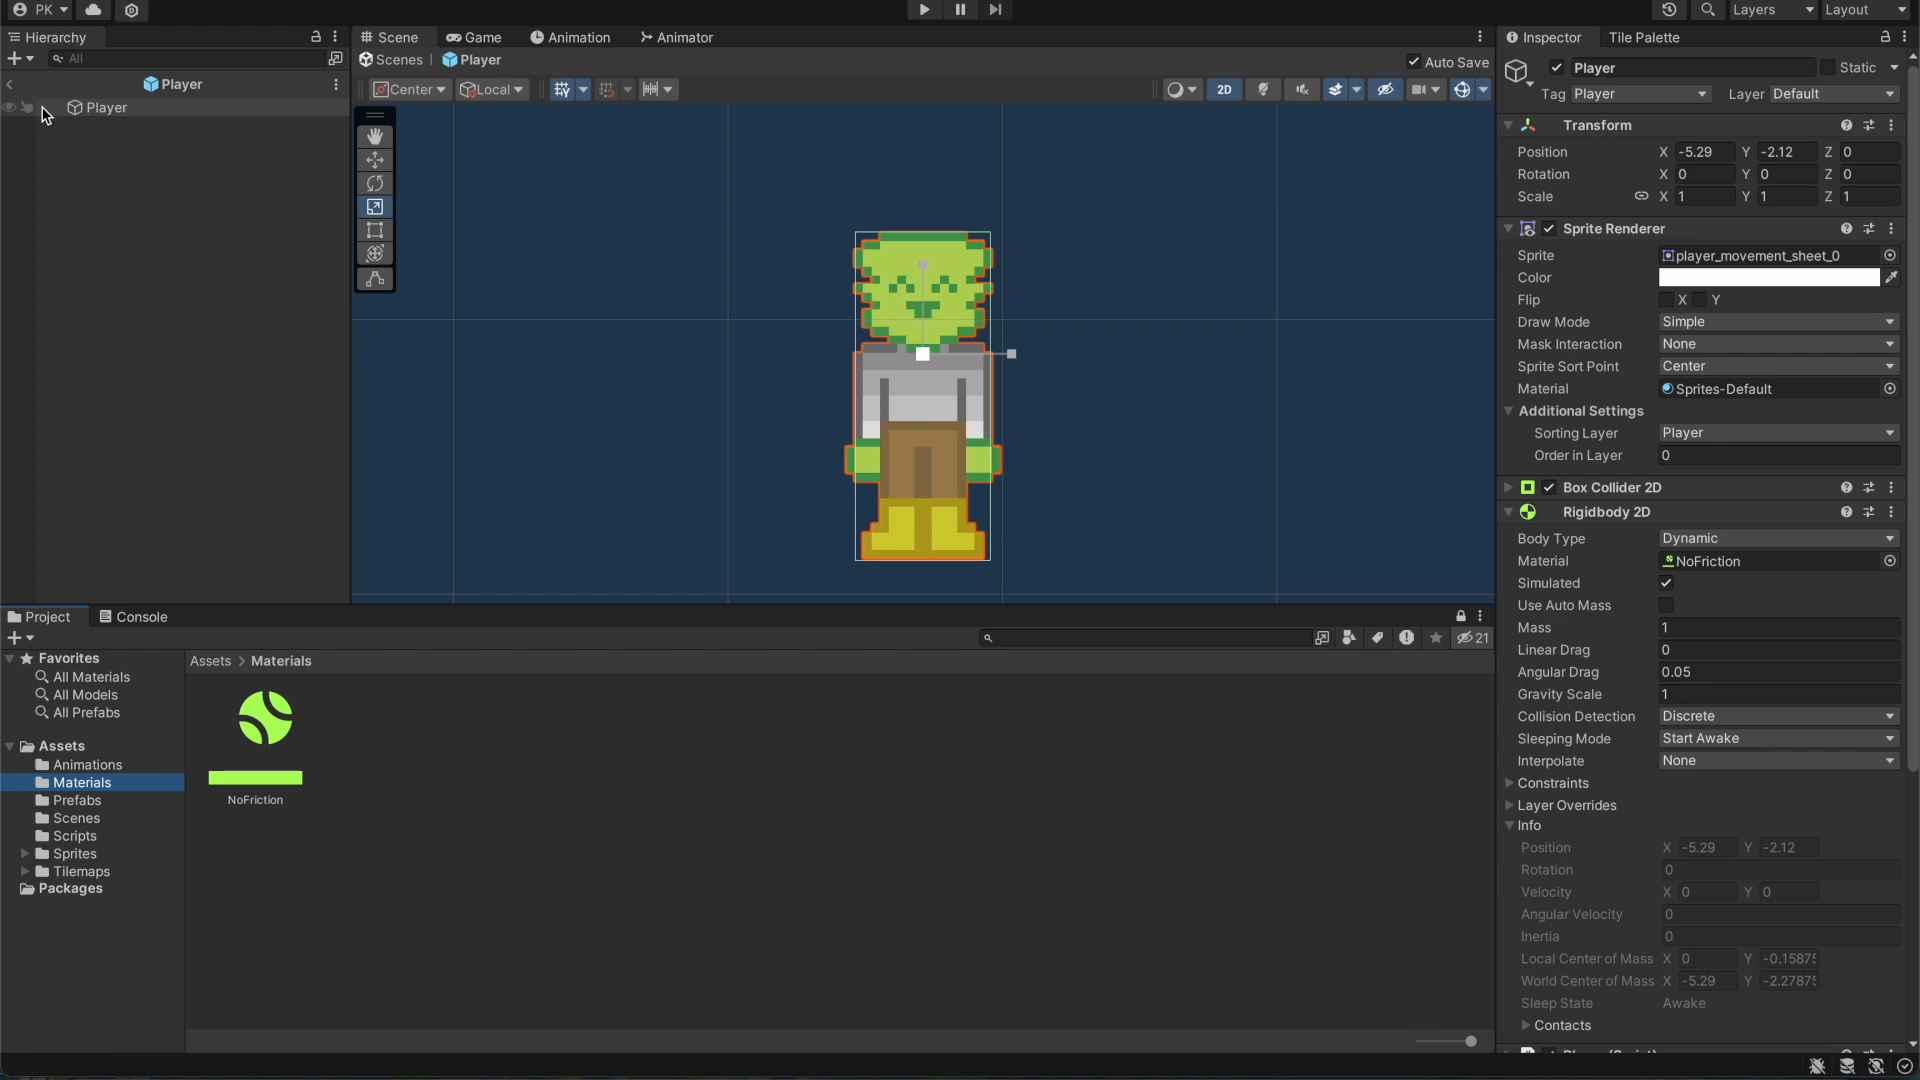 PK
Layers
Layout
Hierarchy
All
Player
Player
Scene
Game
Animation
Animator
Scenes
Player
Auto Save
Center
Local
2D
Inspector
Tile Palette
Player
Static
Tag Player
Layer Default
Transform
Position X -5.29 Y -2.12 Z 0
Rotation X 0 Y 0 Z 0
Scale X 1 Y 1 Z 1
Sprite Renderer
Sprite player_movement_sheet_0
Color
Flip X Y
Draw Mode Simple
Mask Interaction None
Sprite Sort Point Center
Material Sprites-Default
Additional Settings
Sorting Layer Player
Order in Layer 0
Box Collider 2D
Rigidbody 2D
Body Type Dynamic
Material NoFriction
Simulated
Use Auto Mass
Mass 1
Linear Drag 0
Angular Drag 0.05
Gravity Scale 1
Collision Detection Discrete
Sleeping Mode Start Awake
Interpolate None
Constraints
Layer Overrides
Info
Position X -5.29 Y -2.12
Rotation 0
Velocity X 0 Y 0
Angular Velocity 0
Inertia 0
Local Center of Mass X 0 Y -0.1587
World Center of Mass X -5.29 Y -2.2787
Sleep State Awake
Contacts
Project
Console
21
Favorites
All Materials
All Models
All Prefabs
Assets
Animations
Materials
Prefabs
Scenes
Scripts
Sprites
Tilemaps
Packages
Assets > Materials
NoFriction